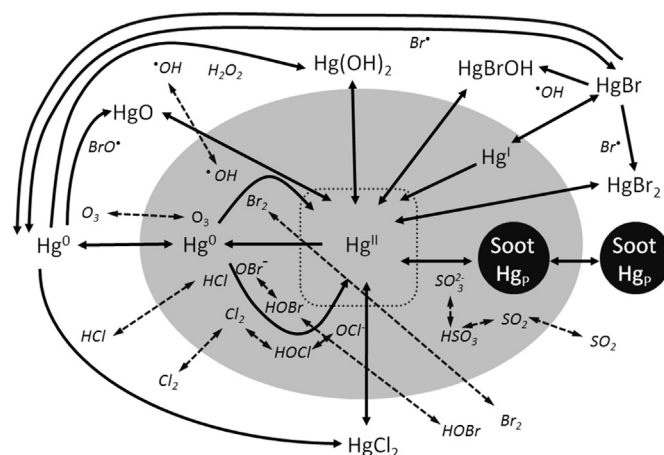 Br•
•OH
H₂O₂
Hg(OH)₂
HgBrOH
HgBr
•OH
HgO
BrO•
Hgᴵ
Br•
•OH
Br₂
HgBr₂
O₃
O₃
Hg⁰
Hg⁰
Hgᴵᴵ
Soot
Hgₚ
Soot
Hgₚ
HCl
OBr⁻
SO₃²⁻
HOBr
Cl₂
OCl⁻
HCl
HOCl
HSO₃
SO₂
SO₂
Cl₂
Br₂
HOBr
HgCl₂